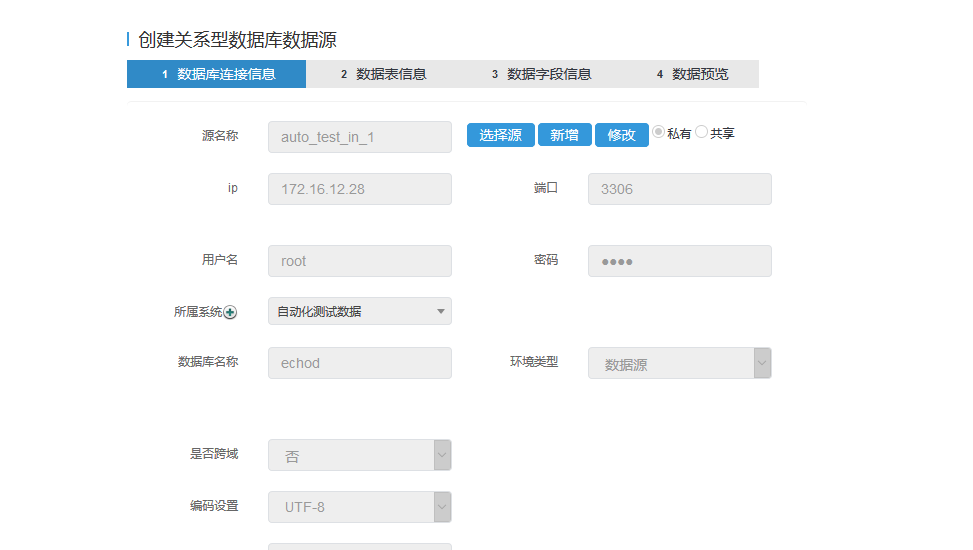 创建关系型数据库数据源
1 数据库连接信息 2 数据表信息 3 数据字段信息 4 数据预览
源名称 auto_test_in_1 选择源 新增 修改 私有 共享
ip 172.16.12.28 端口 3306
用户名 root 密码 ●●●●
所属系统 自动化测试数据
数据库名称 echod 环境类型 数据源
是否跨域 否
编码设置 UTF-8